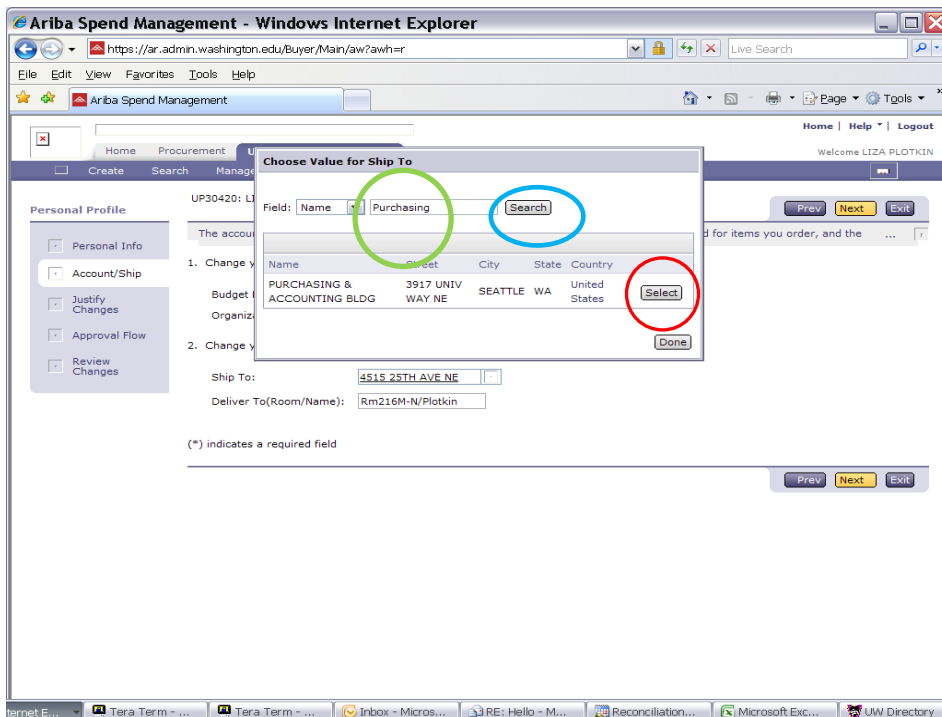 Ariba Spend Management - Windows Internet Explorer
https://ar.admin.washington.edu/Buyer/Main/aw?awh=r
Live Search
File Edit View Favorites Tools Help
Ariba Spend Management
Page Tools
Home | Help | Logout
Home Procurement
Welcome LIZA PLOTKIN
Create Search Manage
Choose Value for Ship To
UP30420: LI
Prev Next Exit
Personal Profile
Field: Name Purchasing Search
The accou
d for items you order, and the ...
Personal Info
1. Change y
Name Street City State Country
Account/Ship
PURCHASING & ACCOUNTING BLDG 3917 UNIV WAY NE SEATTLE WA United States Select
Budget
Justify Changes
Organiza
Approval Flow
Done
2. Change y
Review Changes
Ship To: 4515 25TH AVE NE
Deliver To(Room/Name): Rm216M-N/Plotkin
(*) indicates a required field
Prev Next Exit
ternet E... Tera Term - ... Tera Term - ... Inbox - Micros... RE: Hello - M... Reconciliation... Microsoft Exc... UW Directory